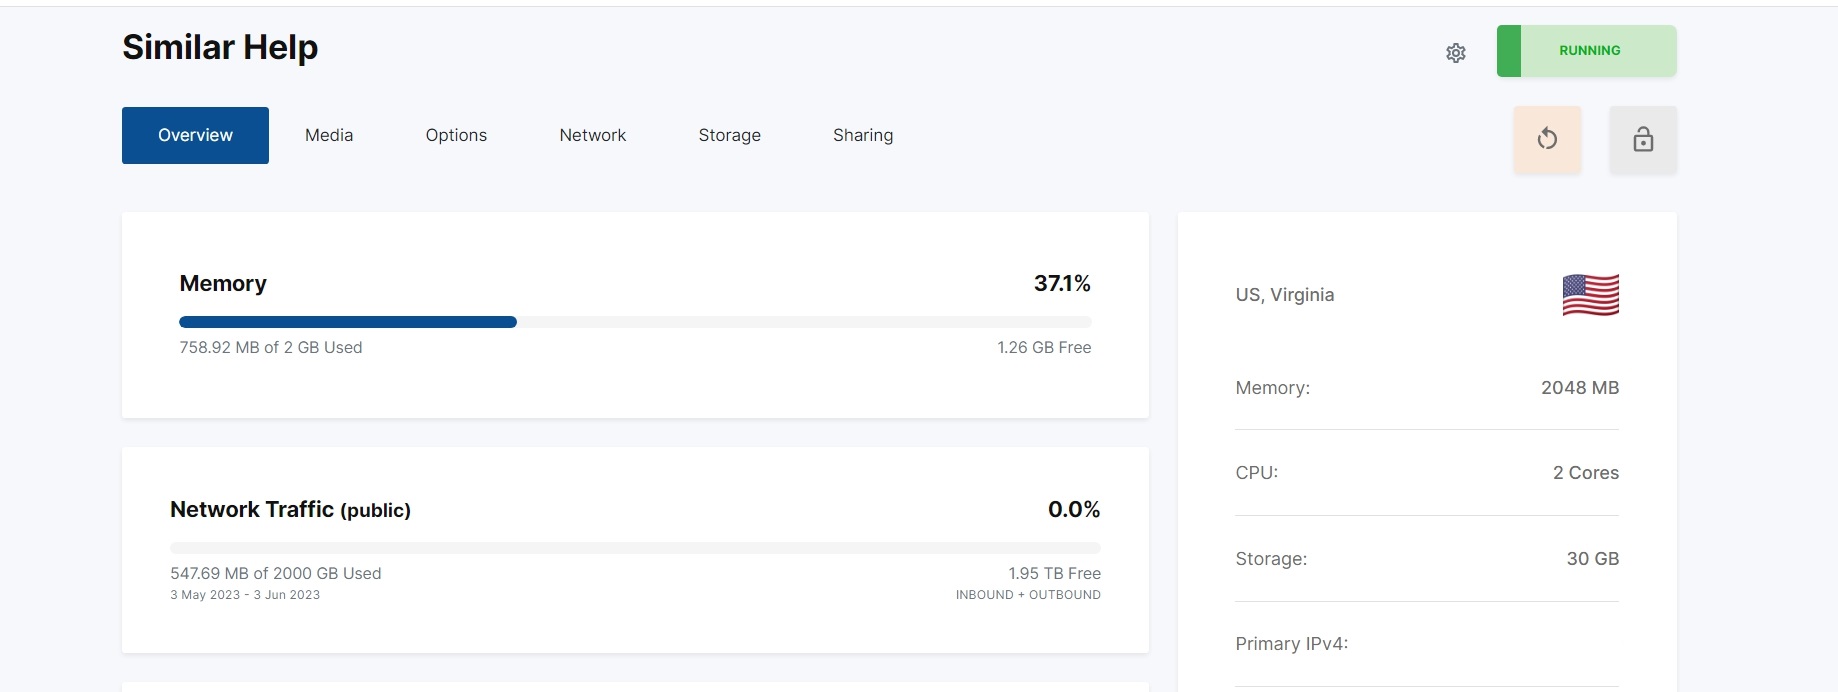 Similar Help
RUNNING
Overview Media Options Network Storage Sharing
Memory 37.1%
758.92 MB of 2 GB Used 1.26 GB Free
Network Traffic (public) 0.0%
547.69 MB of 2000 GB Used 1.95 TB Free
3 May 2023 - 3 Jun 2023 INBOUND + OUTBOUND
US, Virginia
Memory: 2048 MB
CPU: 2 Cores
Storage: 30 GB
Primary IPv4: